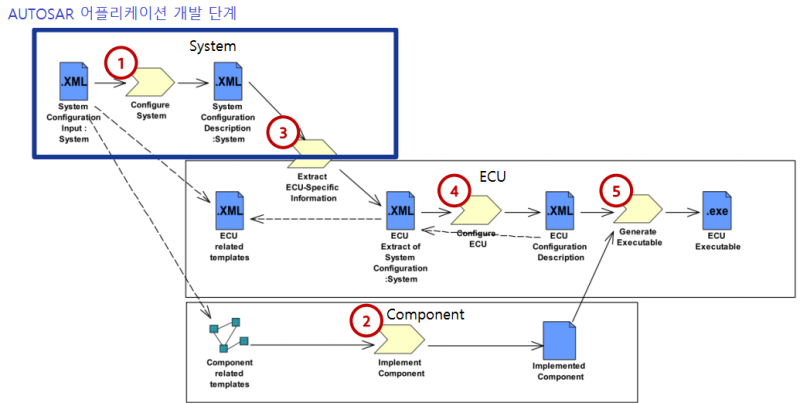 AUTOSAR 어플리케이션 개발 단계
System
1
.XML
.XML
System
Configuration
Input :
System
Configure
System
System
Configuration
Description
:System
3
Extract
ECU-Specific
Information
ECU
4
5
.XML
.XML
.XML
.exe
ECU
related
templates
ECU
Extract of
System
Configuration
:System
Configure
ECU
ECU
Configuration
Description
Generate
Executable
ECU
Executable
Component
2
Component
related
templates
Implement
Component
Implemented
Component